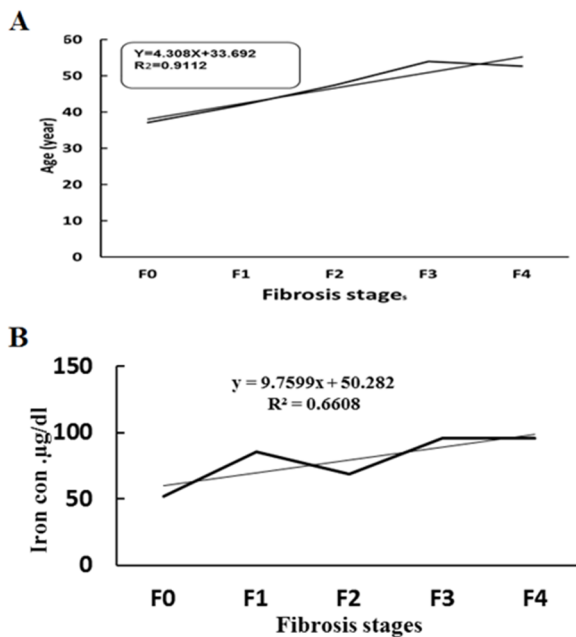 A
60
50
40
30
20
10
0
Age (year)
Y=4.308X+33.692
R2=0.9112
F0 F1 F2 F3 F4
Fibrosis stages
B
150
100
50
0
Iron con .µg/dl
y = 9.7599x + 50.282
R² = 0.6608
F0 F1 F2 F3 F4
Fibrosis stages